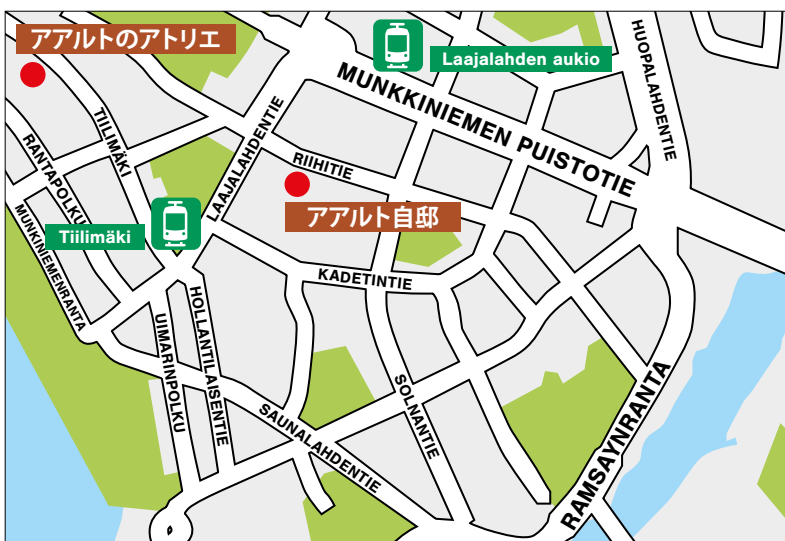 アアルトのアトリエ
Laajalahden aukio
HUOPALAHDENTIE
MUNKKINIEMEN PUISTOTIE
TIILIMÄKI
LAAJALAHDENTIE
RANTAPOLKU
RIIHITIE
アアルト自邸
MUNKINIEMENRANTA
Tiilimäki
KADETINTIE
HOLLANTILAISENTIE
UIMARINPOLKU
SOLNANTIE
SAUNALAHDENTIE
RAMSAYNRANTA